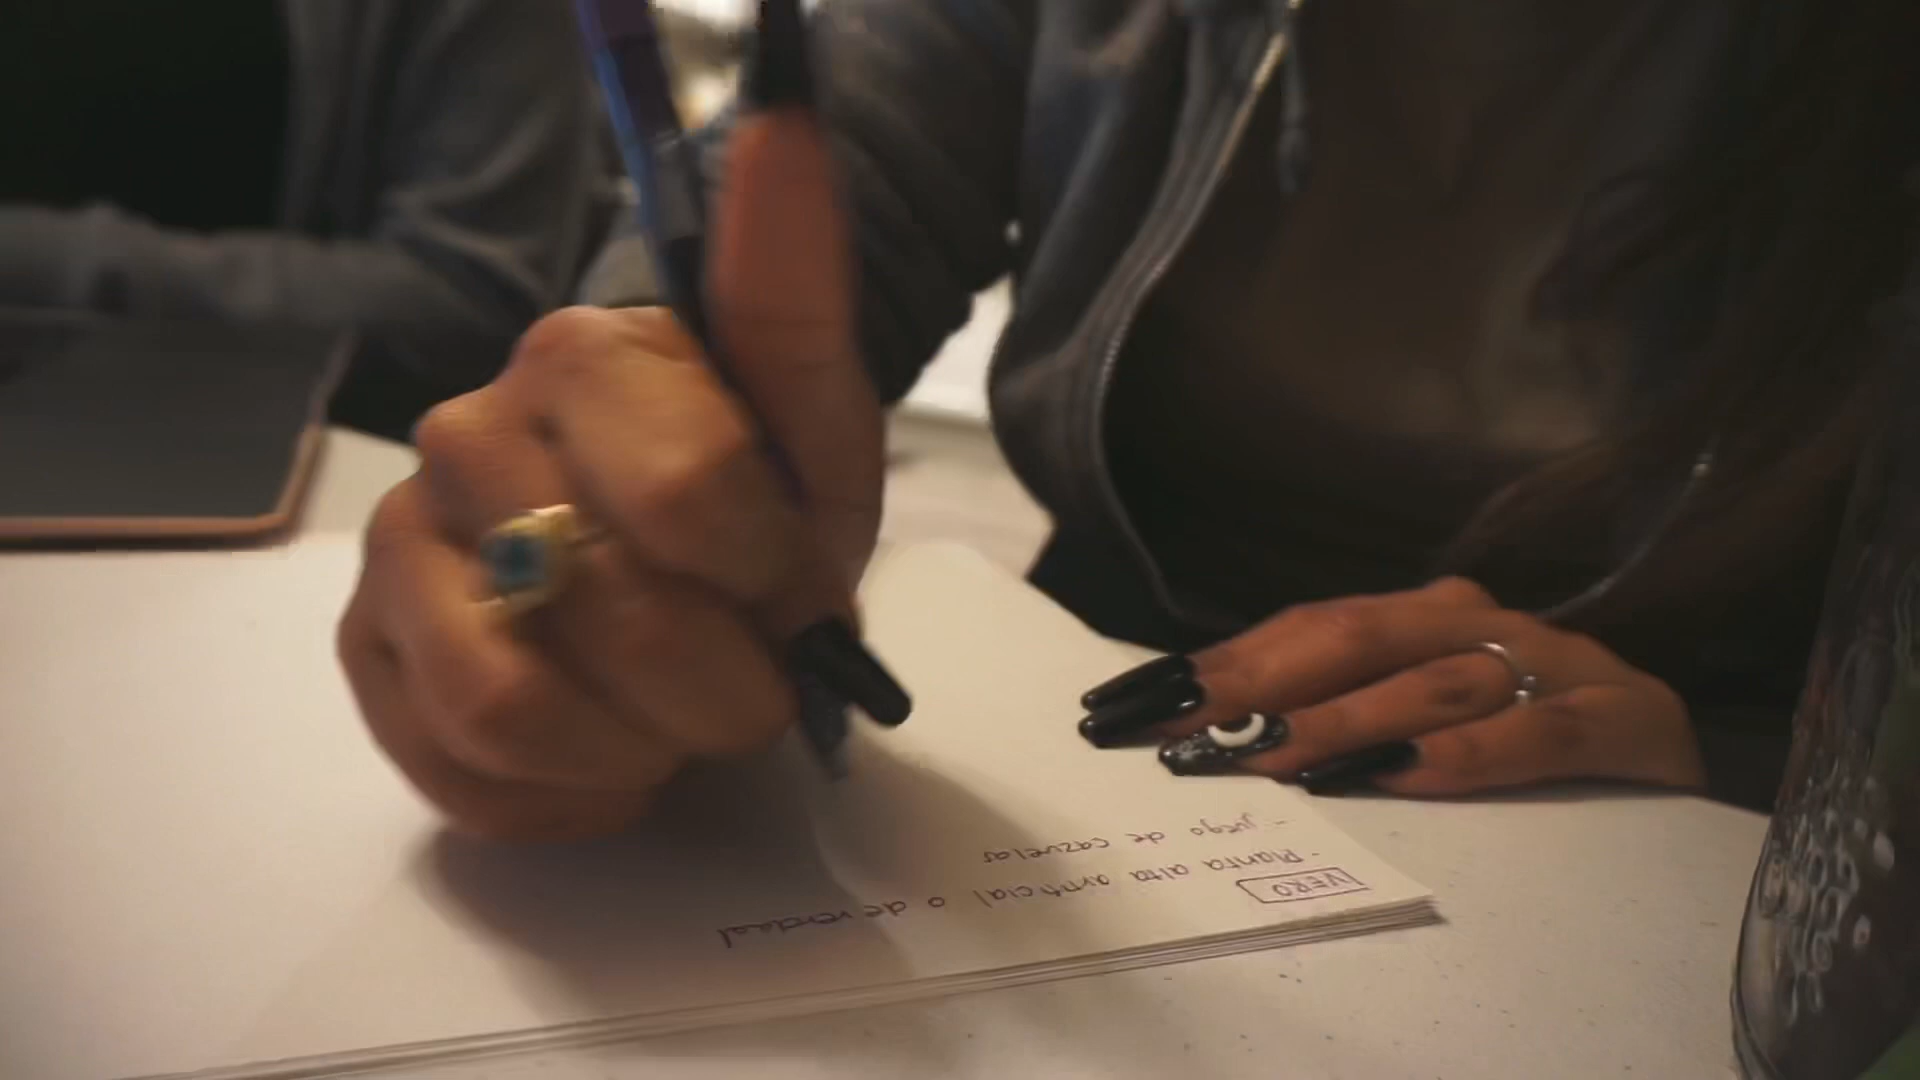 VERO
- Planta alta artificial o de verdad
- juego de cazuelas